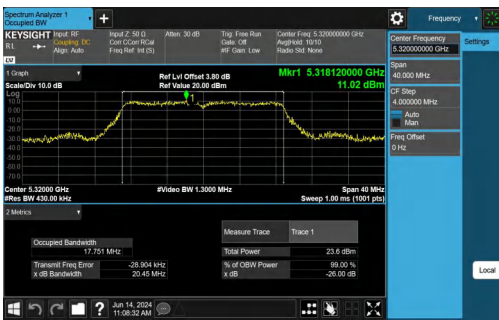 Spectrum Analyzer 1
Occupied BW
+
Frequency
KEYSIGHT
Input: RF
Input Z: 50 Ω
Atten: 30 dB
Trig: Free Run
Center Freq: 5.320000000 GHz
RL
Coupling: DC
Corr CCorr RCal
Gate: Off
Avg|Hold: 10/10
Align: Auto
Freq Ref: Int (S)
#IF Gain: Low
Radio Std: None
LV
Center Frequency
5.320000000 GHz
Settings
Span
40.000 MHz
CF Step
4.000000 MHz
Auto
Man
Freq Offset
0 Hz
Local
1 Graph
Ref Lvl Offset 3.80 dB
Mkr1 5.318120000 GHz
Scale/Div 10.0 dB
Ref Value 20.00 dBm
11.02 dBm
Log
10.0
0.00
-10.0
-20.0
-30.0
-40.0
-50.0
-60.0
-70.0
1
Center 5.32000 GHz
#Video BW 1.3000 MHz
Span 40 MHz
#Res BW 430.00 kHz
Sweep 1.00 ms (1001 pts)
2 Metrics
Measure Trace
Trace 1
Occupied Bandwidth
17.751 MHz
Total Power
23.6 dBm
Transmit Freq Error
-28.904 kHz
% of OBW Power
99.00 %
x dB Bandwidth
20.45 MHz
x dB
-26.00 dB
?
Jun 14, 2024
11:08:32 AM